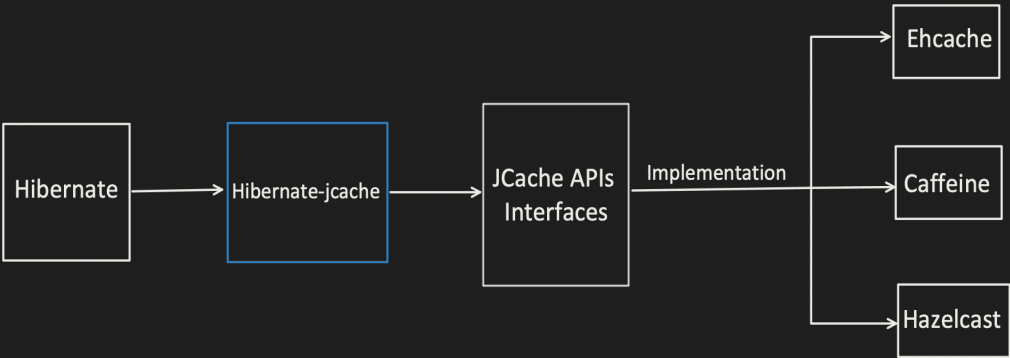 Hibernate
Hibernate-jcache
JCache APIs
Interfaces
Implementation
Ehcache
Caffeine
Hazelcast